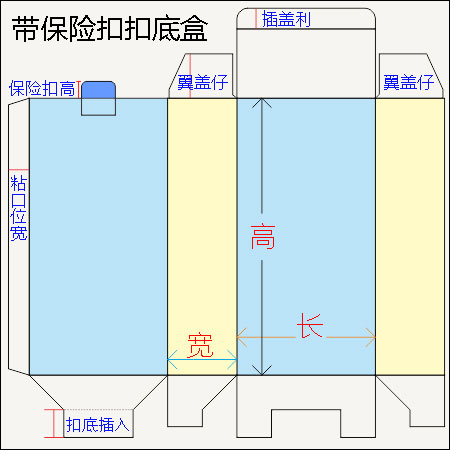 带保险扣扣底盒
插盖利
保险扣高
翼盖仔
翼盖仔
粘口位宽
高
长
宽
扣底插入